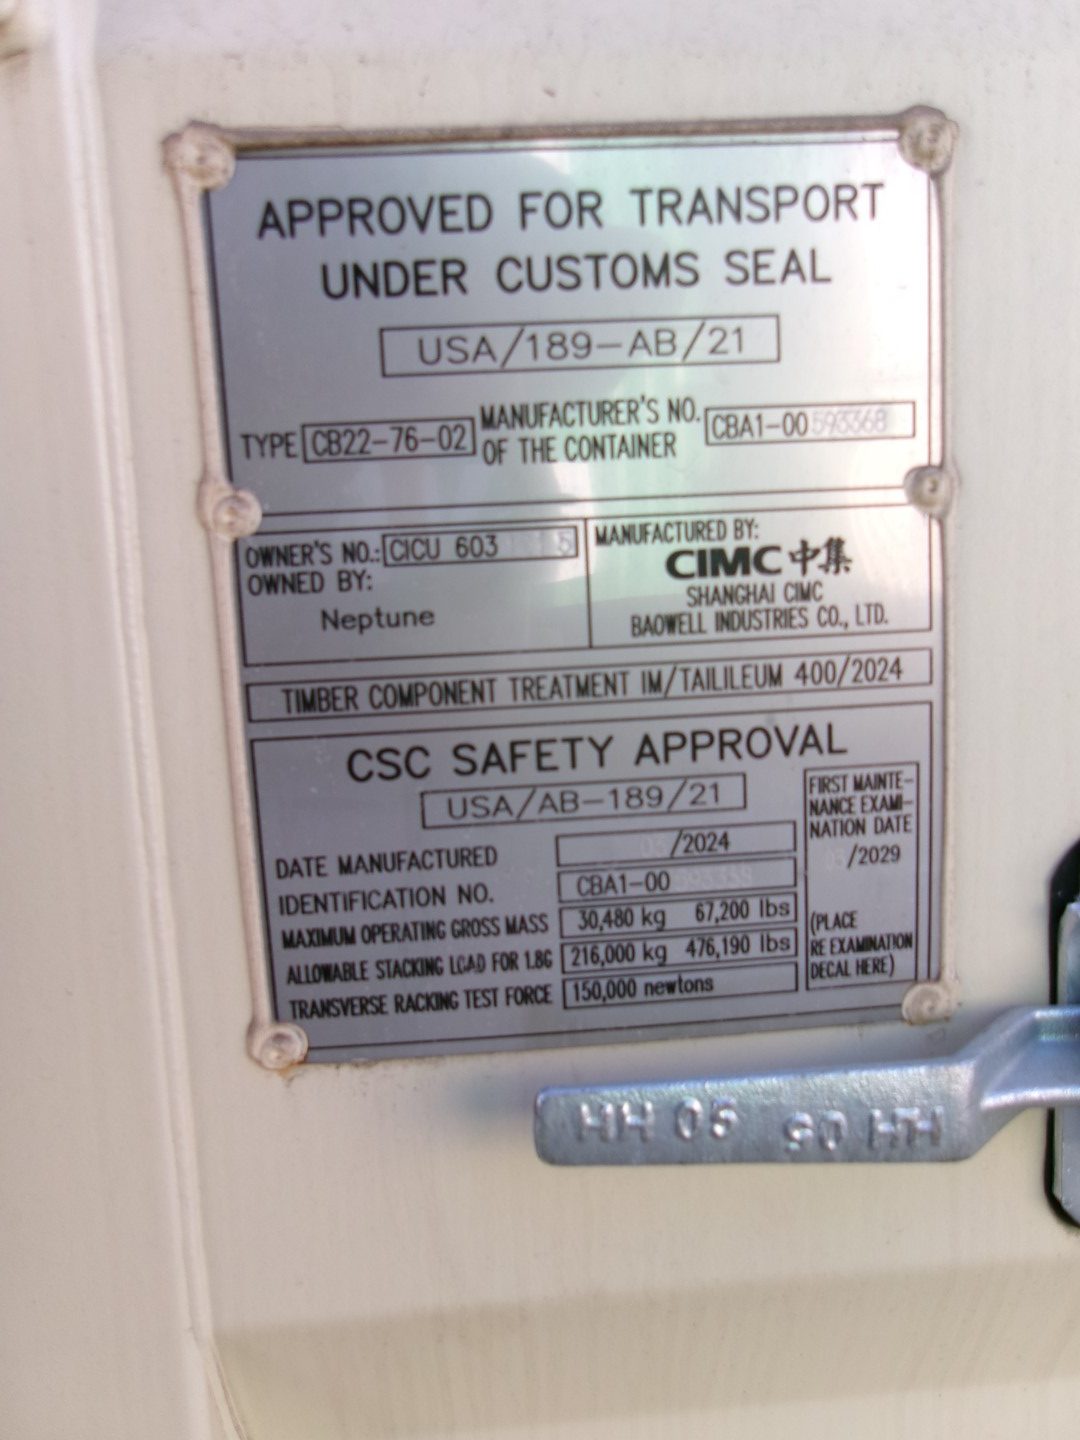 APPROVED FOR TRANSPORT
UNDER CUSTOMS SEAL
USA/189-AB/21
TYPE CB22-76-02 MANUFACTURER'S NO. OF THE CONTAINER CBA1-00
OWNER'S NO.: CICU 603
OWNED BY:
Neptune
MANUFACTURED BY:
CIMC中集
SHANGHAI CIMC
BAOWELL INDUSTRIES CO., LTD.
TIMBER COMPONENT TREATMENT IM/TAILILEUM 400/2024
CSC SAFETY APPROVAL
USA/AB-189/21
DATE MANUFACTURED /2024
IDENTIFICATION NO. CBA1-00
MAXIMUM OPERATING GROSS MASS 30,480 kg 67,200 lbs
ALLOWABLE STACKING LOAD FOR 1.8G 216,000 kg 476,190 lbs
TRANSVERSE RACKING TEST FORCE 150,000 newtons
FIRST MAINTE-
NANCE EXAMI-
NATION DATE
/2029
(PLACE
RE EXAMINATION
DECAL HERE)
HH 05 50 HH